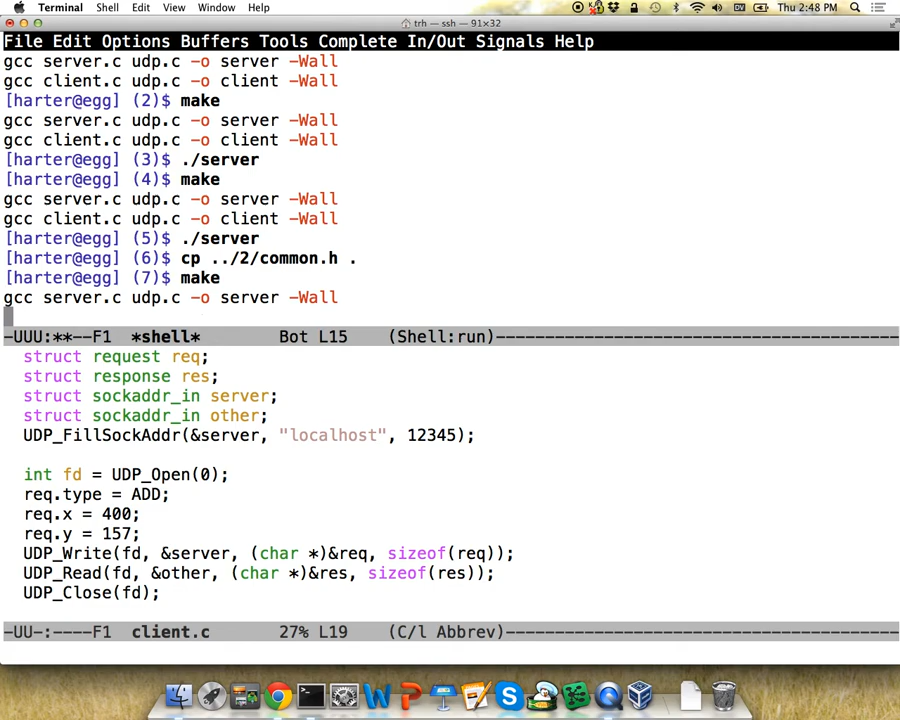 Terminal Shell Edit View Window Help Thu 2:48 PM
trh — ssh — 91×32
File Edit Options Buffers Tools Complete In/Out Signals Help
gcc server.c udp.c -o server -Wall
gcc client.c udp.c -o client -Wall
[harter@egg] (2)$ make
gcc server.c udp.c -o server -Wall
gcc client.c udp.c -o client -Wall
[harter@egg] (3)$ ./server
[harter@egg] (4)$ make
gcc server.c udp.c -o server -Wall
gcc client.c udp.c -o client -Wall
[harter@egg] (5)$ ./server
[harter@egg] (6)$ cp ../2/common.h .
[harter@egg] (7)$ make
gcc server.c udp.c -o server -Wall
-UUU:**--F1 *shell* Bot L15 (Shell:run)----------------------------------------
struct request req;
struct response res;
struct sockaddr_in server;
struct sockaddr_in other;
UDP_FillSockAddr(&server, "localhost", 12345);
int fd = UDP_Open(0);
req.type = ADD;
req.x = 400;
req.y = 157;
UDP_Write(fd, &server, (char *)&req, sizeof(req));
UDP_Read(fd, &other, (char *)&res, sizeof(res));
UDP_Close(fd);
-UU-:----F1 client.c 27% L19 (C/l Abbrev)---------------------------------------